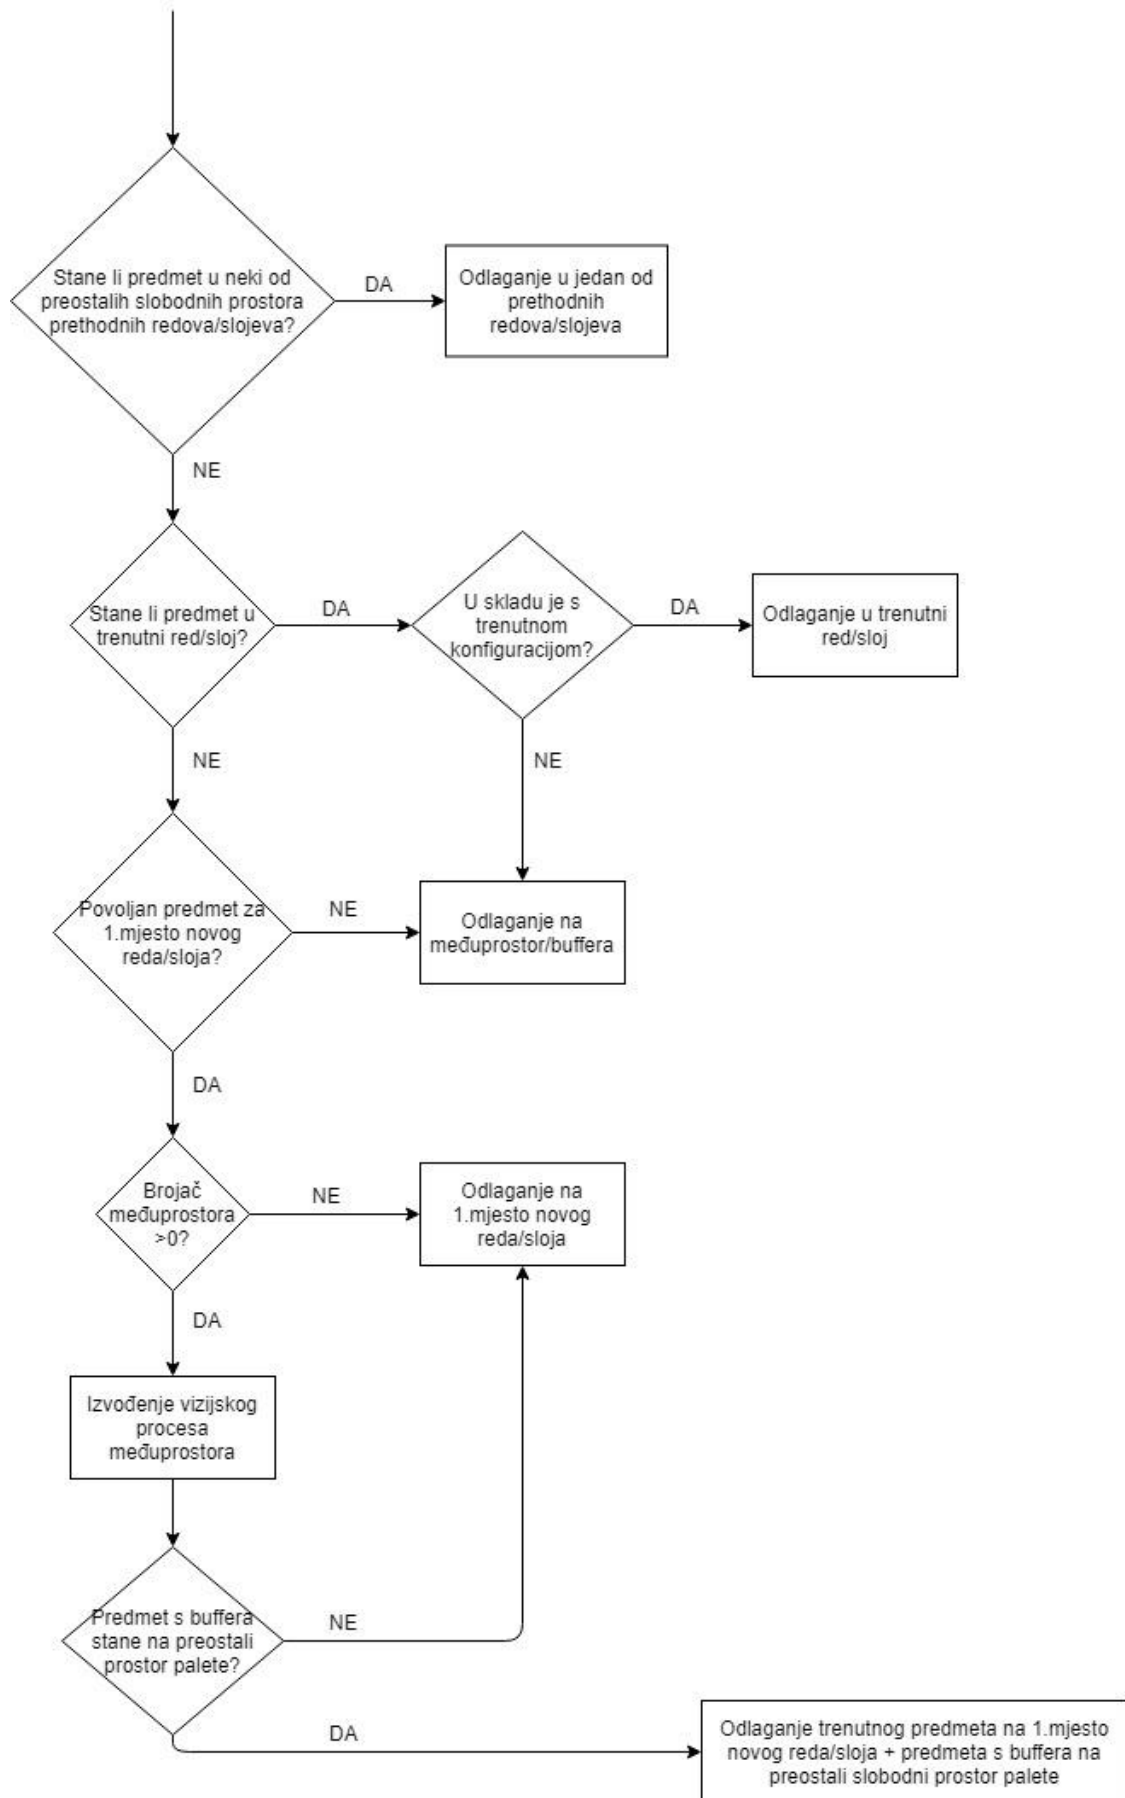 Stane li predmet u neki od
preostalih slobodnih prostora
prethodnih redova/slojeva?
DA
Odlaganje u jedan od
prethodnih
redova/slojeva
NE
Stane li predmet u
trenutni red/sloj?
DA
U skladu je s
trenutnom
konfiguracijom?
DA
Odlaganje u trenutni
red/sloj
NE
NE
Povoljan predmet za
1.mjesto novog
reda/sloja?
NE
Odlaganje na
međuprostor/buffera
DA
Brojač
međuprostora
>0?
NE
Odlaganje na
1.mjesto novog
reda/sloja
DA
Izvođenje vizijskog
procesa
međuprostora
Predmet s buffera
stane na preostali
prostor palete?
NE
DA
Odlaganje trenutnog predmeta na 1.mjesto
novog reda/sloja + predmeta s buffera na
preostali slobodni prostor palete